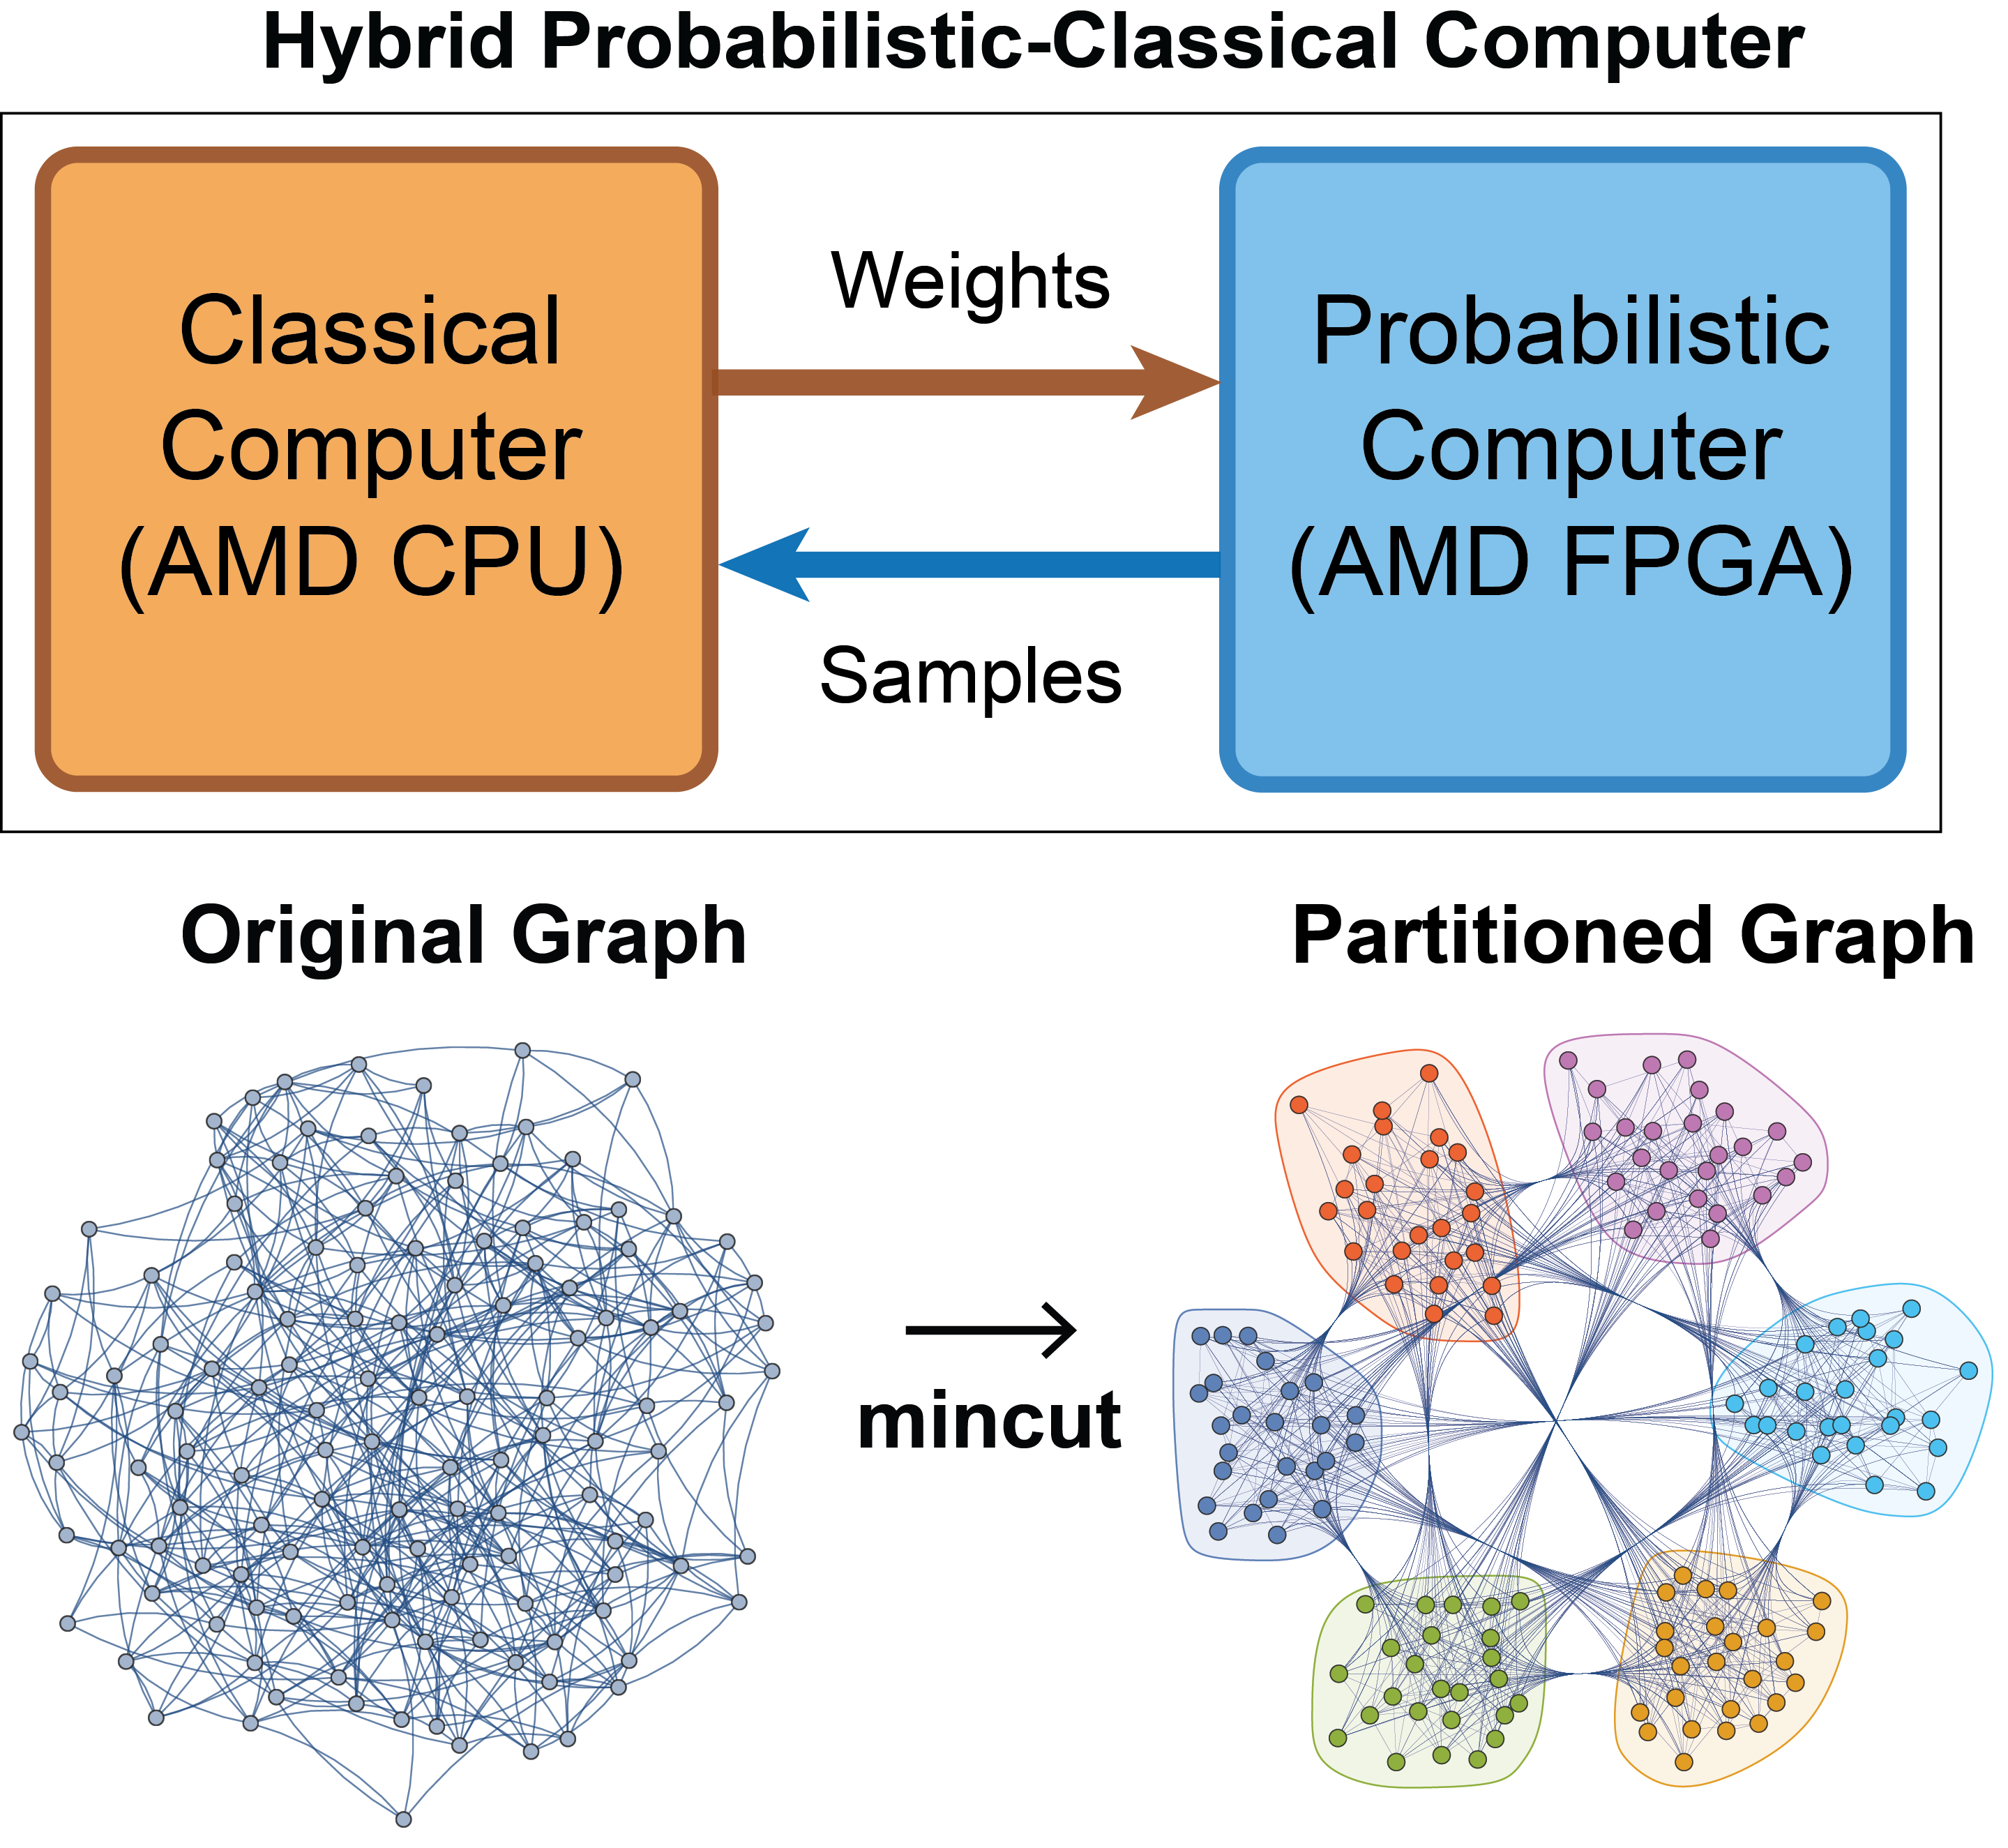 Hybrid Probabilistic-Classical Computer
Classical
Computer
(AMD CPU)
Weights
Samples
Probabilistic
Computer
(AMD FPGA)
Original Graph
Partitioned Graph
mincut